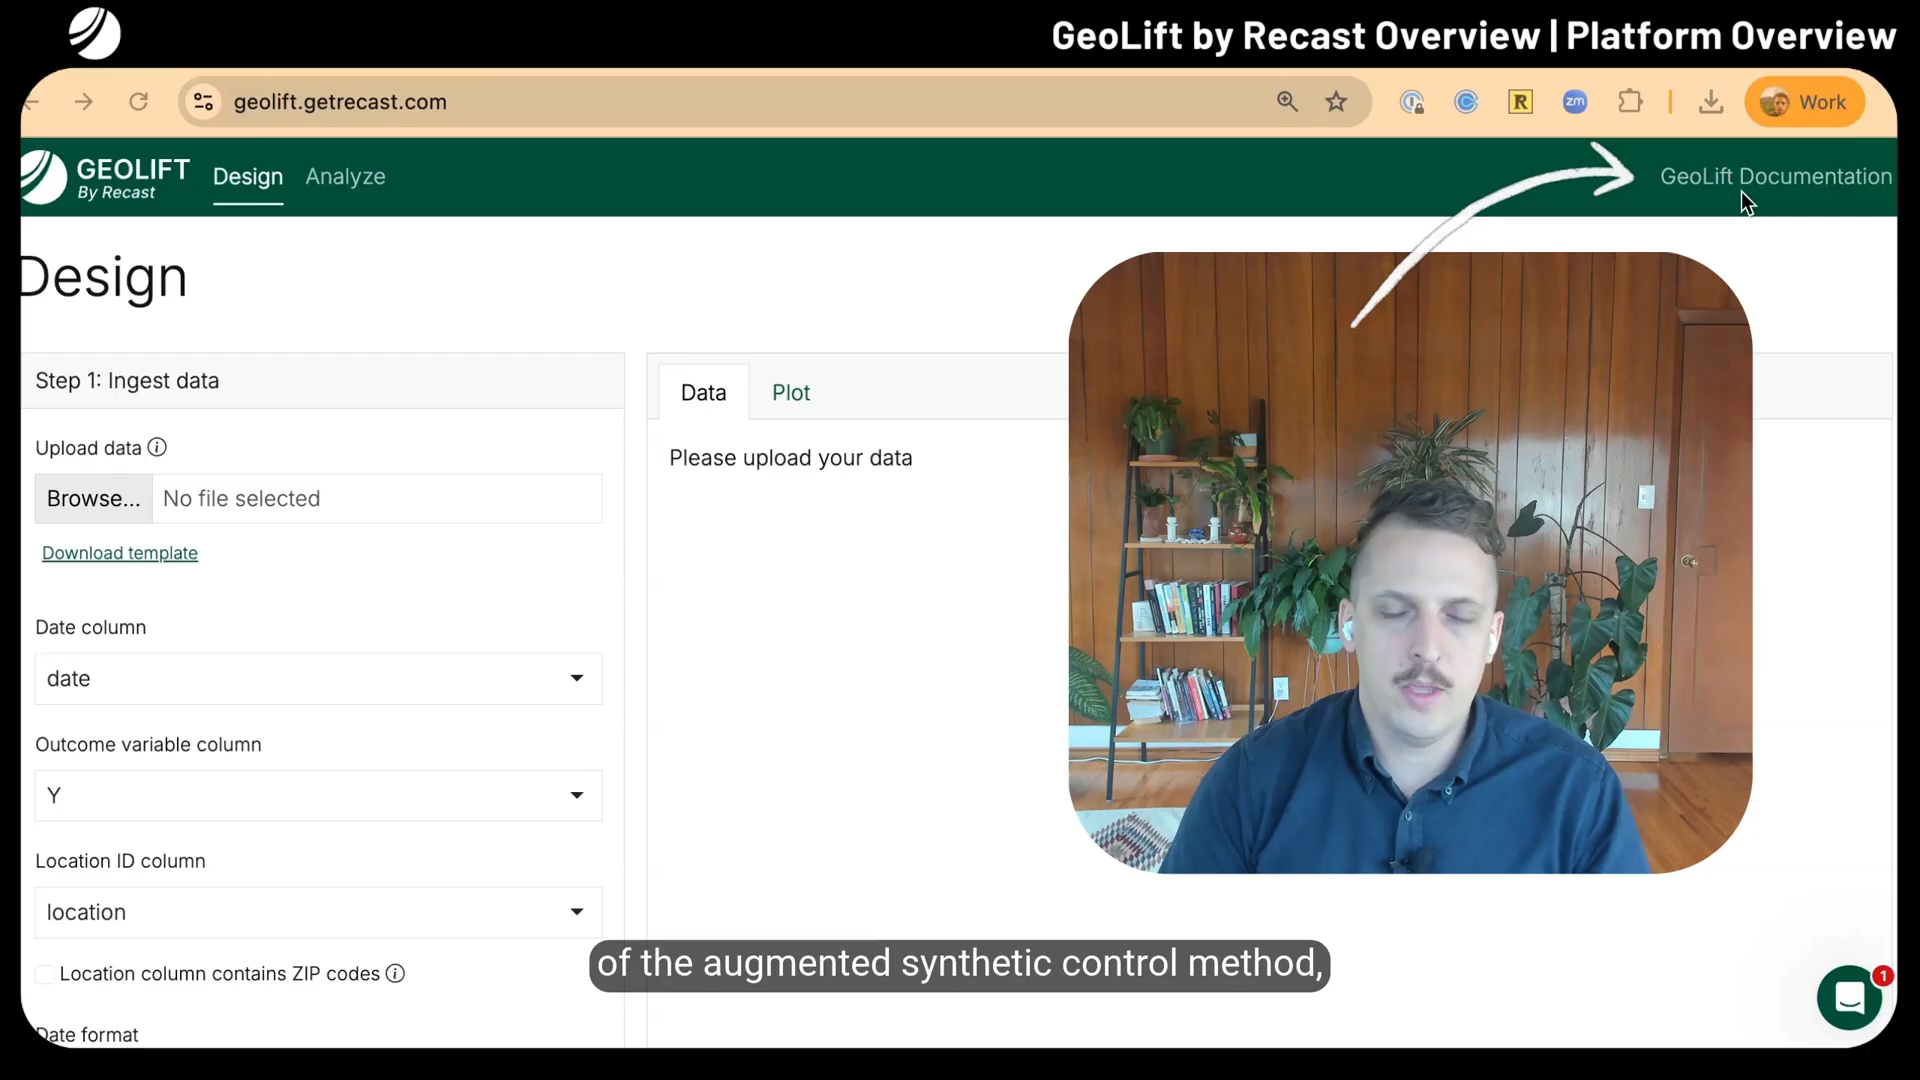 GeoLift by Recast Overview | Platform Overview
geolift.getrecast.com
R
zm
Work
GEOLIFT
By Recast
Design
Analyze
GeoLift Documentation
Design
Step 1: Ingest data
Data
Plot
Upload data
Please upload your data
Browse...
No file selected
Download template
Date column
date
Outcome variable column
Y
Location ID column
location
Location column contains ZIP codes
of the augmented synthetic control method,
1
Date format